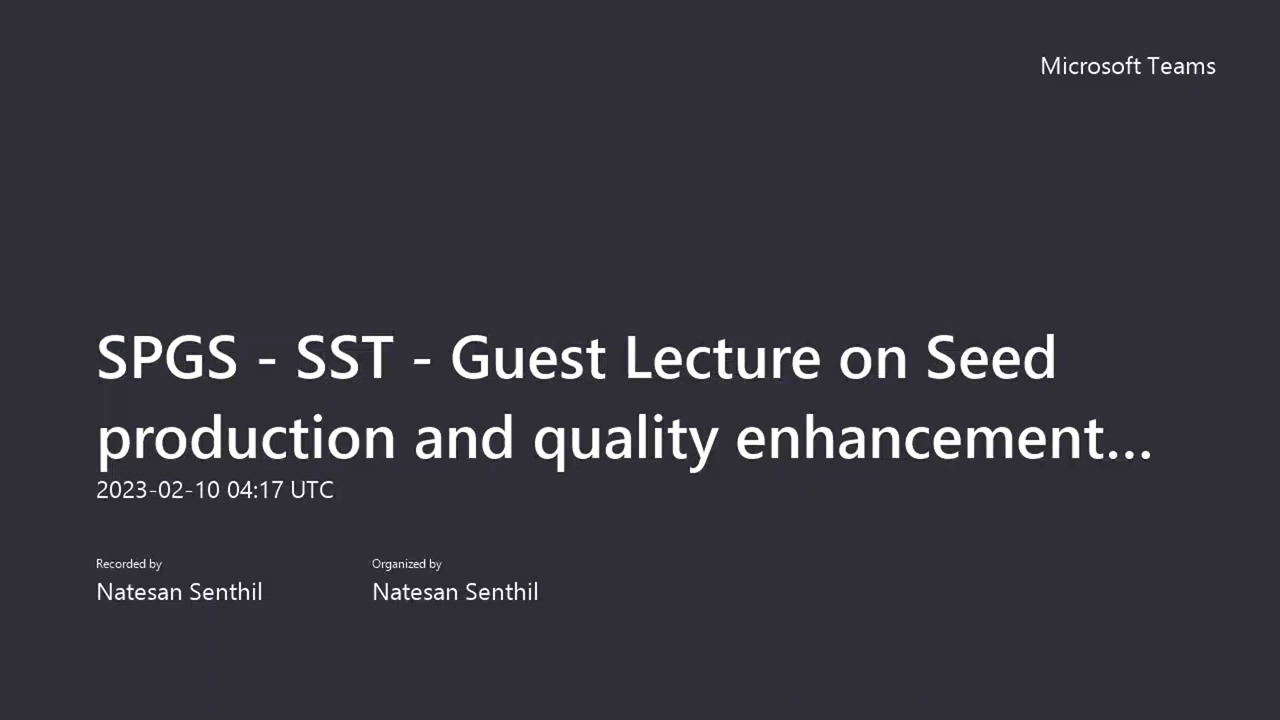 Microsoft Teams
SPGS - SST - Guest Lecture on Seed
production and quality enhancement...
2023-02-10 04:17 UTC
Recorded by
Organized by
Natesan Senthil
Natesan Senthil